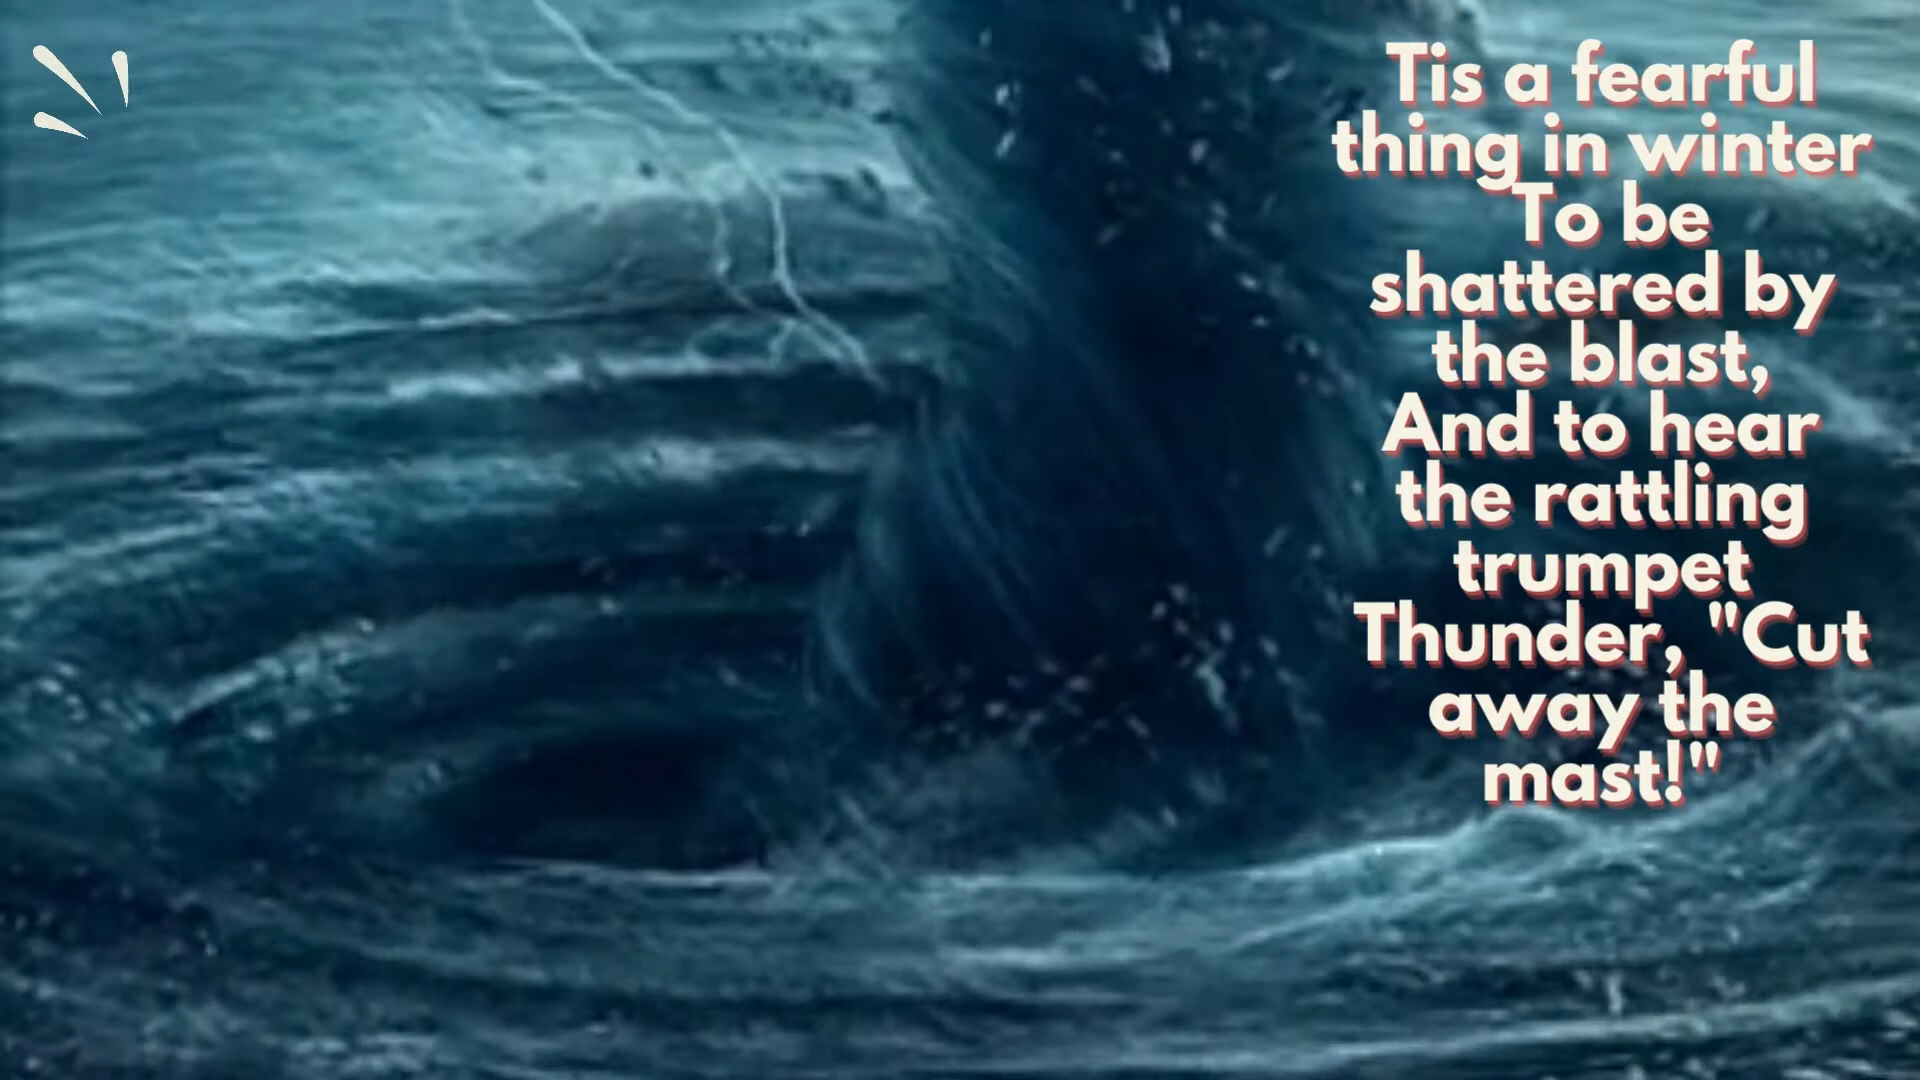 Tis a fearful
thing in winter
To be
shattered by
the blast,
And to hear
the rattling
trumpet
Thunder, "Cut
away the
mast!"